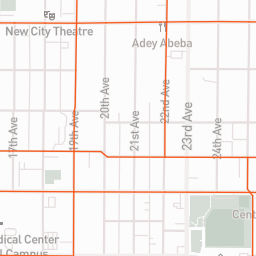 New City Theatre
Adey Abeba
20th Ave
22nd Ave
21st Ave
23rd Ave
17th Ave
19th Ave
24th Ave
Cent
dical Center
l Campus